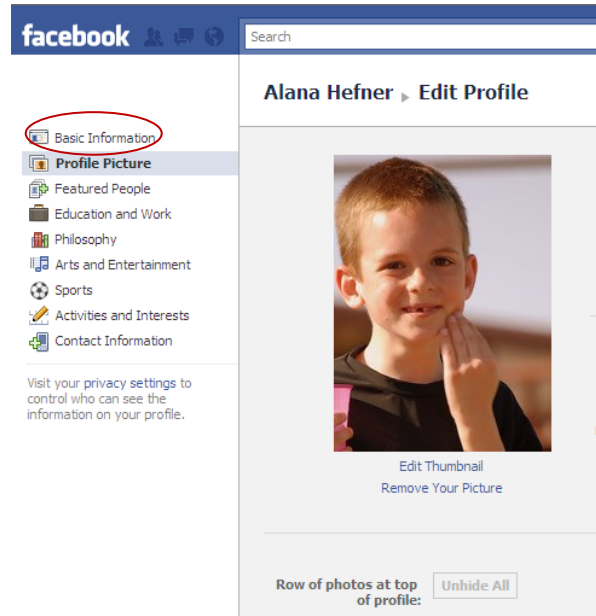 facebook
Search
Alana Hefner ▸ Edit Profile
Basic Information
Profile Picture
Featured People
Education and Work
Philosophy
Arts and Entertainment
Sports
Activities and Interests
Contact Information
Visit your privacy settings to
control who can see the
information on your profile.
Edit Thumbnail
Remove Your Picture
Row of photos at top
of profile:
Unhide All